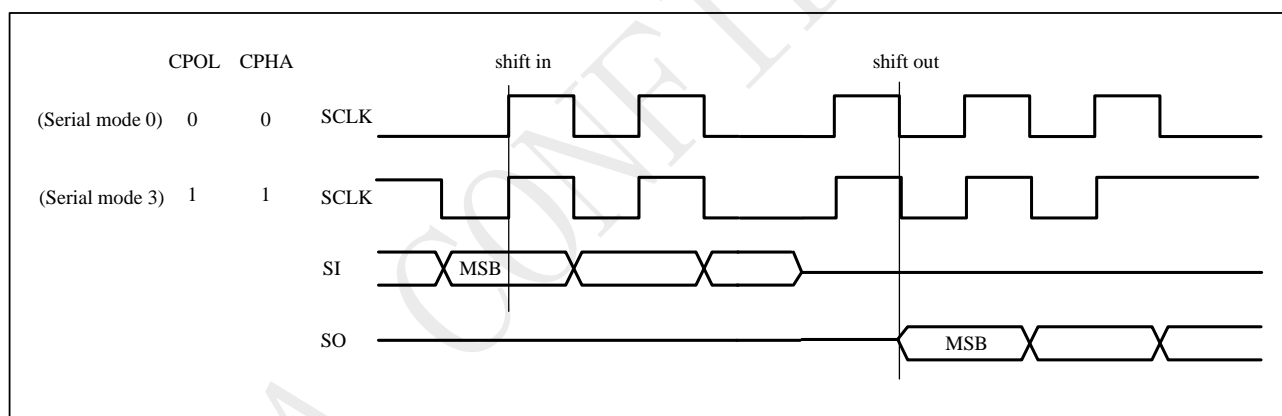 CPOL CPHA shift in shift out
(Serial mode 0) 0 0 SCLK
(Serial mode 3) 1 1 SCLK
SI MSB
SO MSB